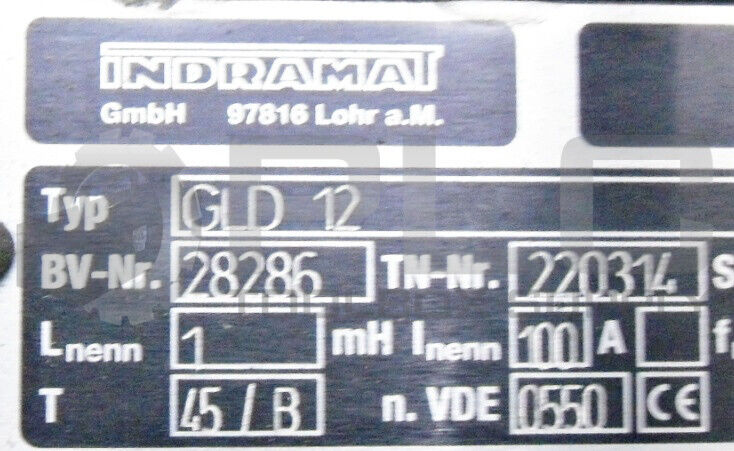 INDRAMAT
GmbH 97816 Lohr a.M.
Typ GLD 12
BV-Nr. 28286 TN-Nr. 220314 S
Lnenn 1 mH Inenn 100 A f
T 45/B n. VDE 0550 CE
PLC